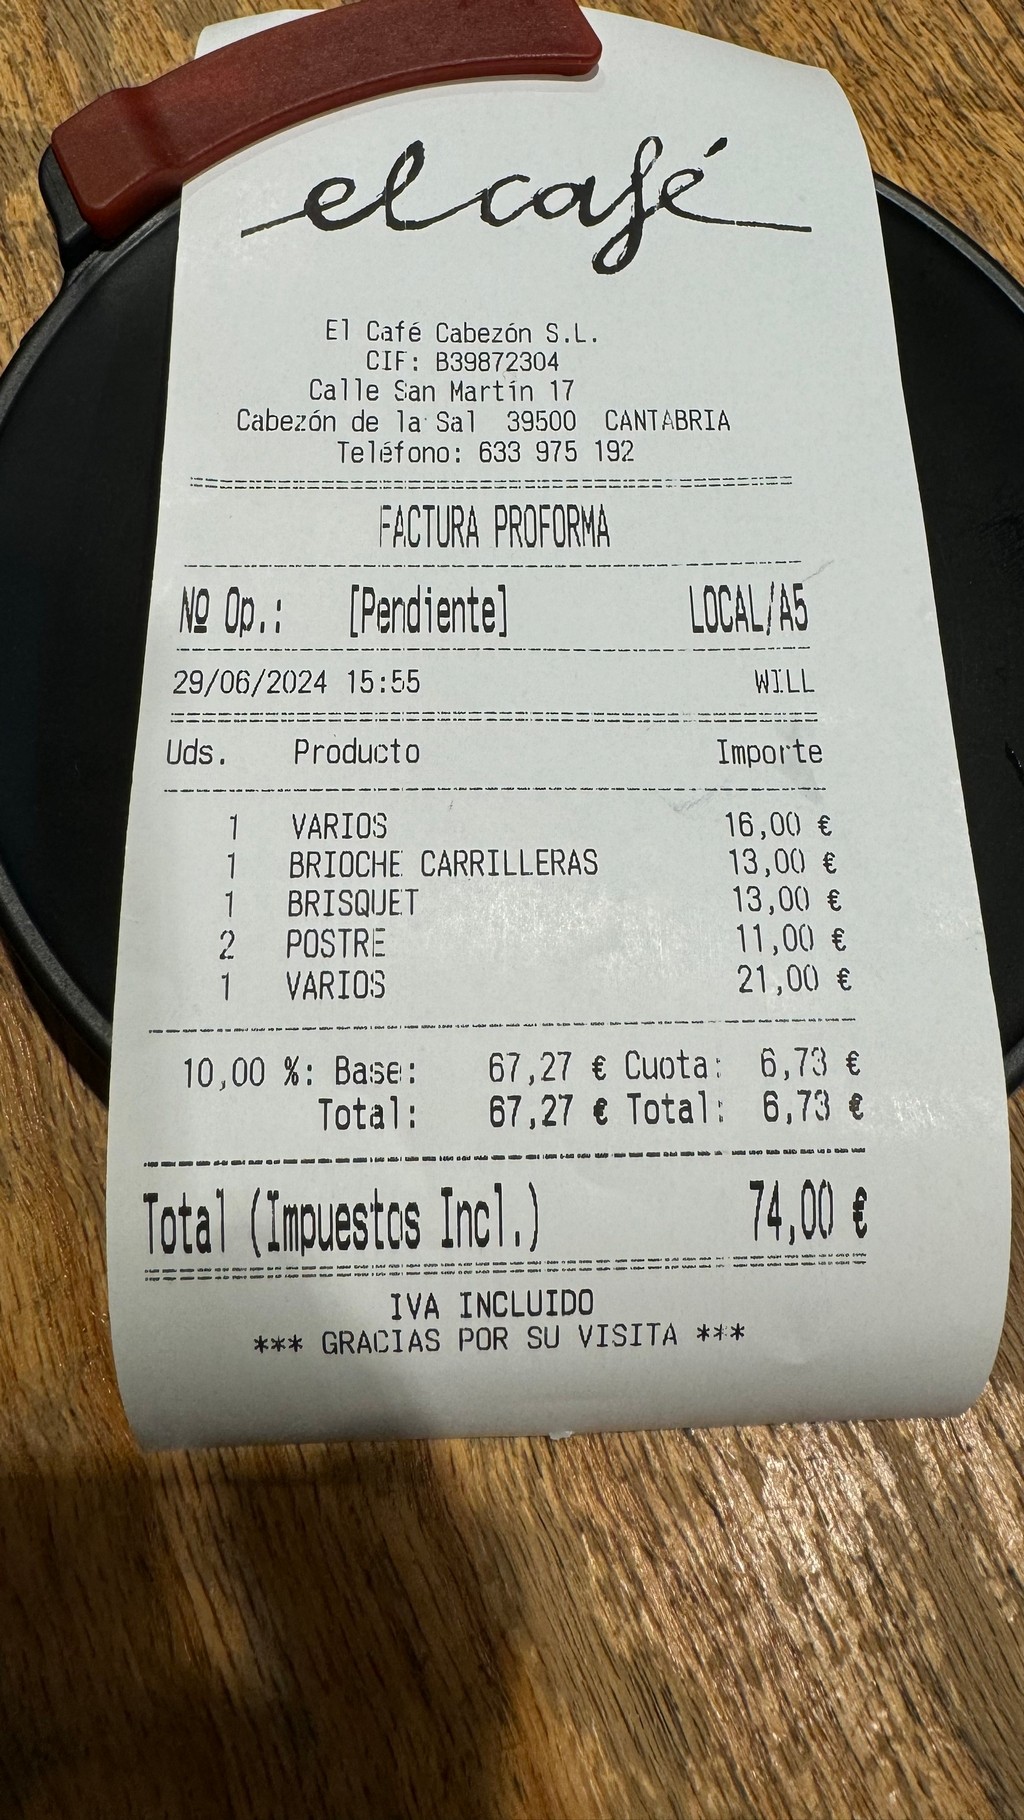 el café
El Café Cabezón S.L.
CIF: B39872304
Calle San Martín 17
Cabezón de la Sal 39500 CANTABRIA
Teléfono: 633 975 192
FACTURA PROFORMA
Nº Op.: [Pendiente] LOCAL/A5
29/06/2024 15:55 WILL
Uds. Producto Importe
1 VARIOS 16,00 €
1 BRIOCHE CARRILLERAS 13,00 €
1 BRISQUET 13,00 €
2 POSTRE 11,00 €
1 VARIOS 21,00 €
10,00 %: Base: 67,27 € Cuota: 6,73 €
Total: 67,27 € Total: 6,73 €
Total (Impuestos Incl.) 74,00 €
IVA INCLUIDO
*** GRACIAS POR SU VISITA ***